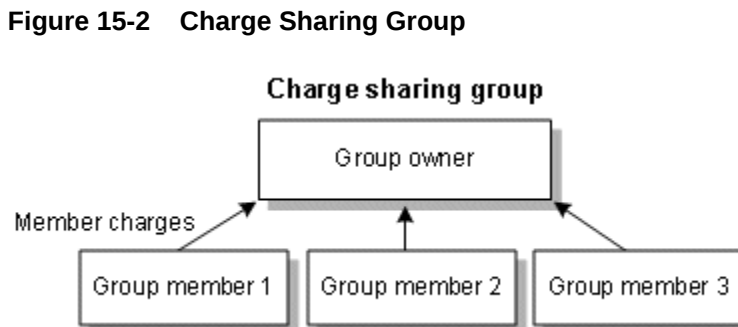 Figure 15-2 Charge Sharing Group
Charge sharing group
Group owner
Member charges
Group member 1
Group member 2
Group member 3